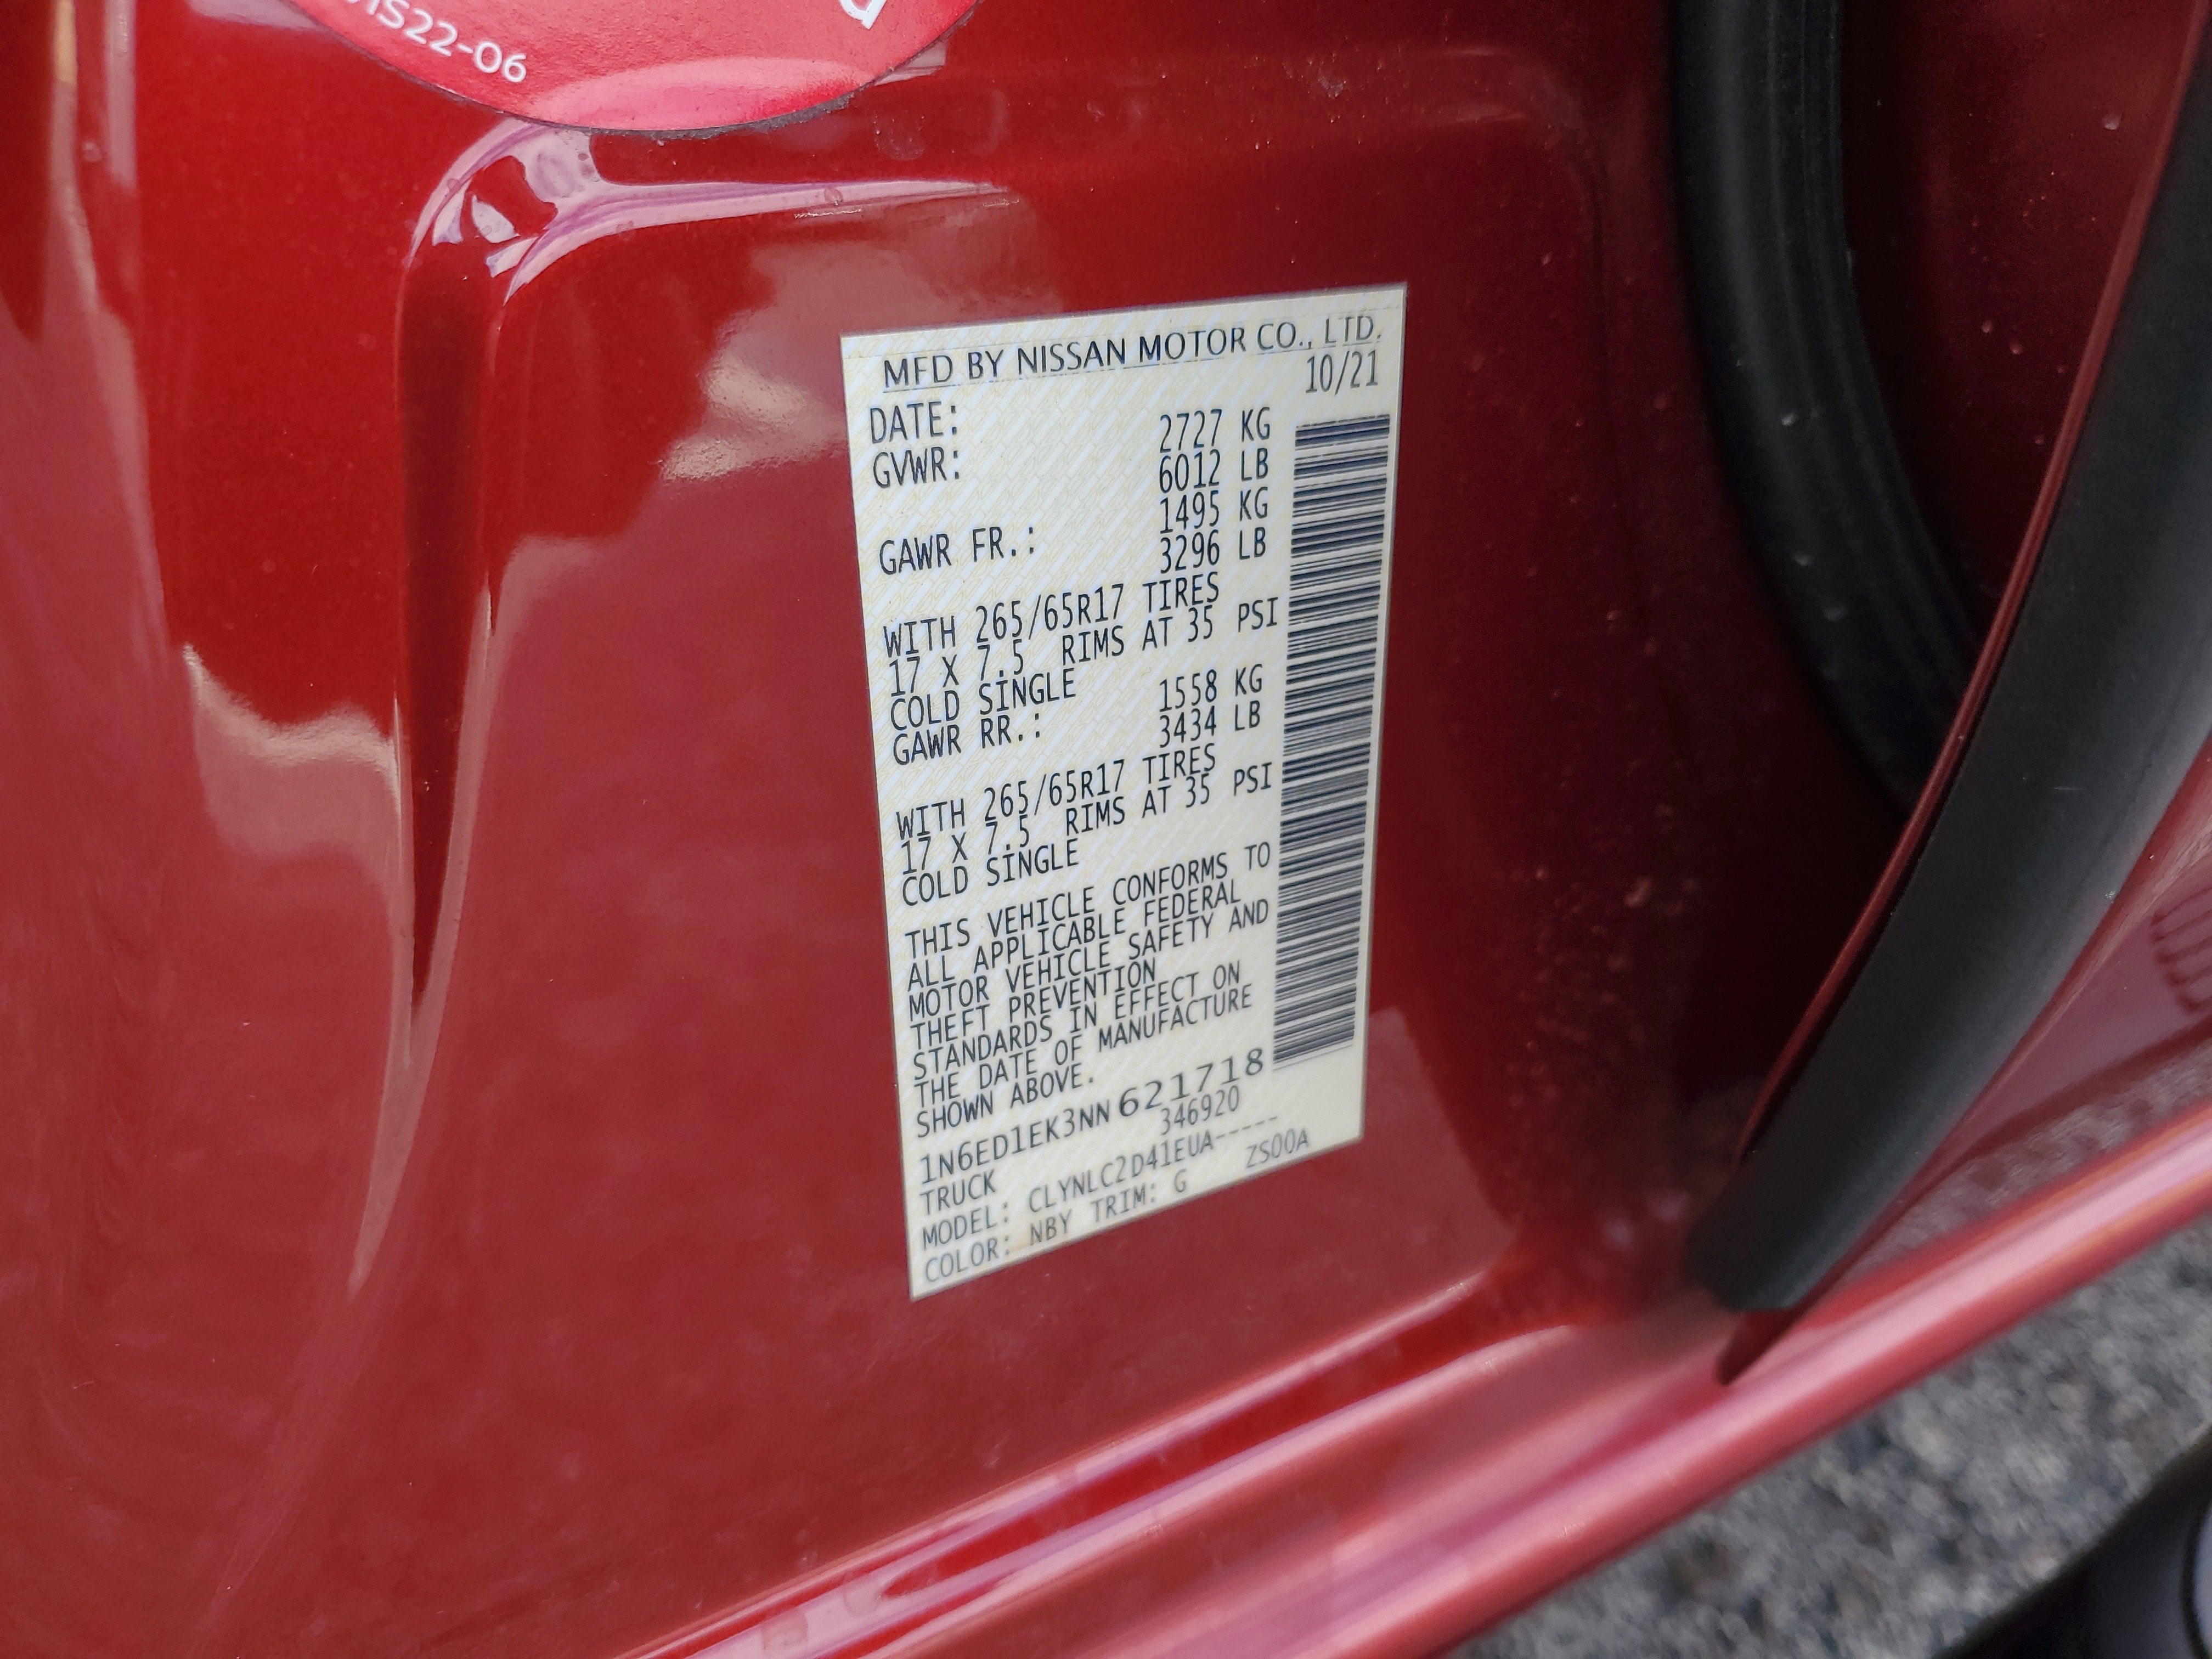 22-06
MFD BY NISSAN MOTOR CO., LTD.
10/21
DATE:
GVWR: 2727 KG
6012 LB
GAWR FR.: 1495 KG
3296 LB
WITH 265/65R17 TIRES
17 X 7.5 RIMS AT 35 PSI
COLD SINGLE
GAWR RR.: 1558 KG
3434 LB
WITH 265/65R17 TIRES
17 X 7.5 RIMS AT 35 PSI
COLD SINGLE
THIS VEHICLE CONFORMS TO
ALL APPLICABLE FEDERAL
MOTOR VEHICLE SAFETY AND
THEFT PREVENTION
STANDARDS IN EFFECT ON
THE DATE OF MANUFACTURE
SHOWN ABOVE.
1N6ED1EK3NN621718
TRUCK 346920
MODEL: CLYNLC2D41EUA-----
COLOR: NBY TRIM: G ZS00A